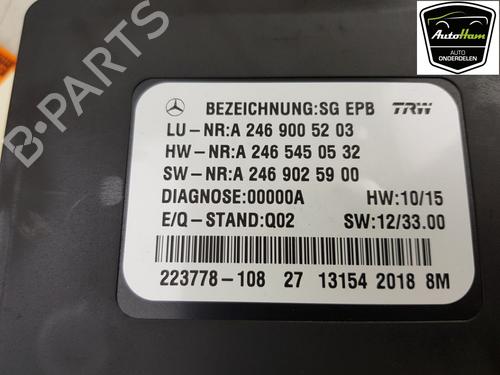 AutoHam
AUTO
ONDERDELEN
BEZEICHNUNG:SG EPB TRW
LU-NR:A 246 900 52 03
HW-NR:A 246 545 05 32
SW-NR:A 246 902 59 00
DIAGNOSE:00000A HW:10/15
E/Q-STAND:Q02 SW:12/33.00
223778-108 27 13154 2018 8M
B-PARTS